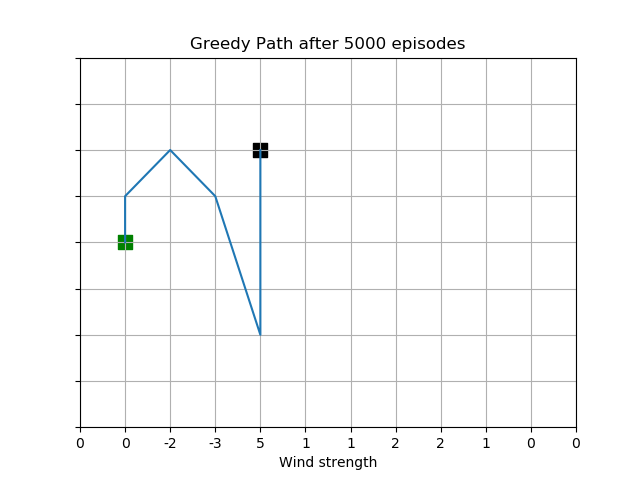 Greedy Path after 5000 episodes
0 0 -2 -3 5 1 1 2 2 1 0 0
Wind strength